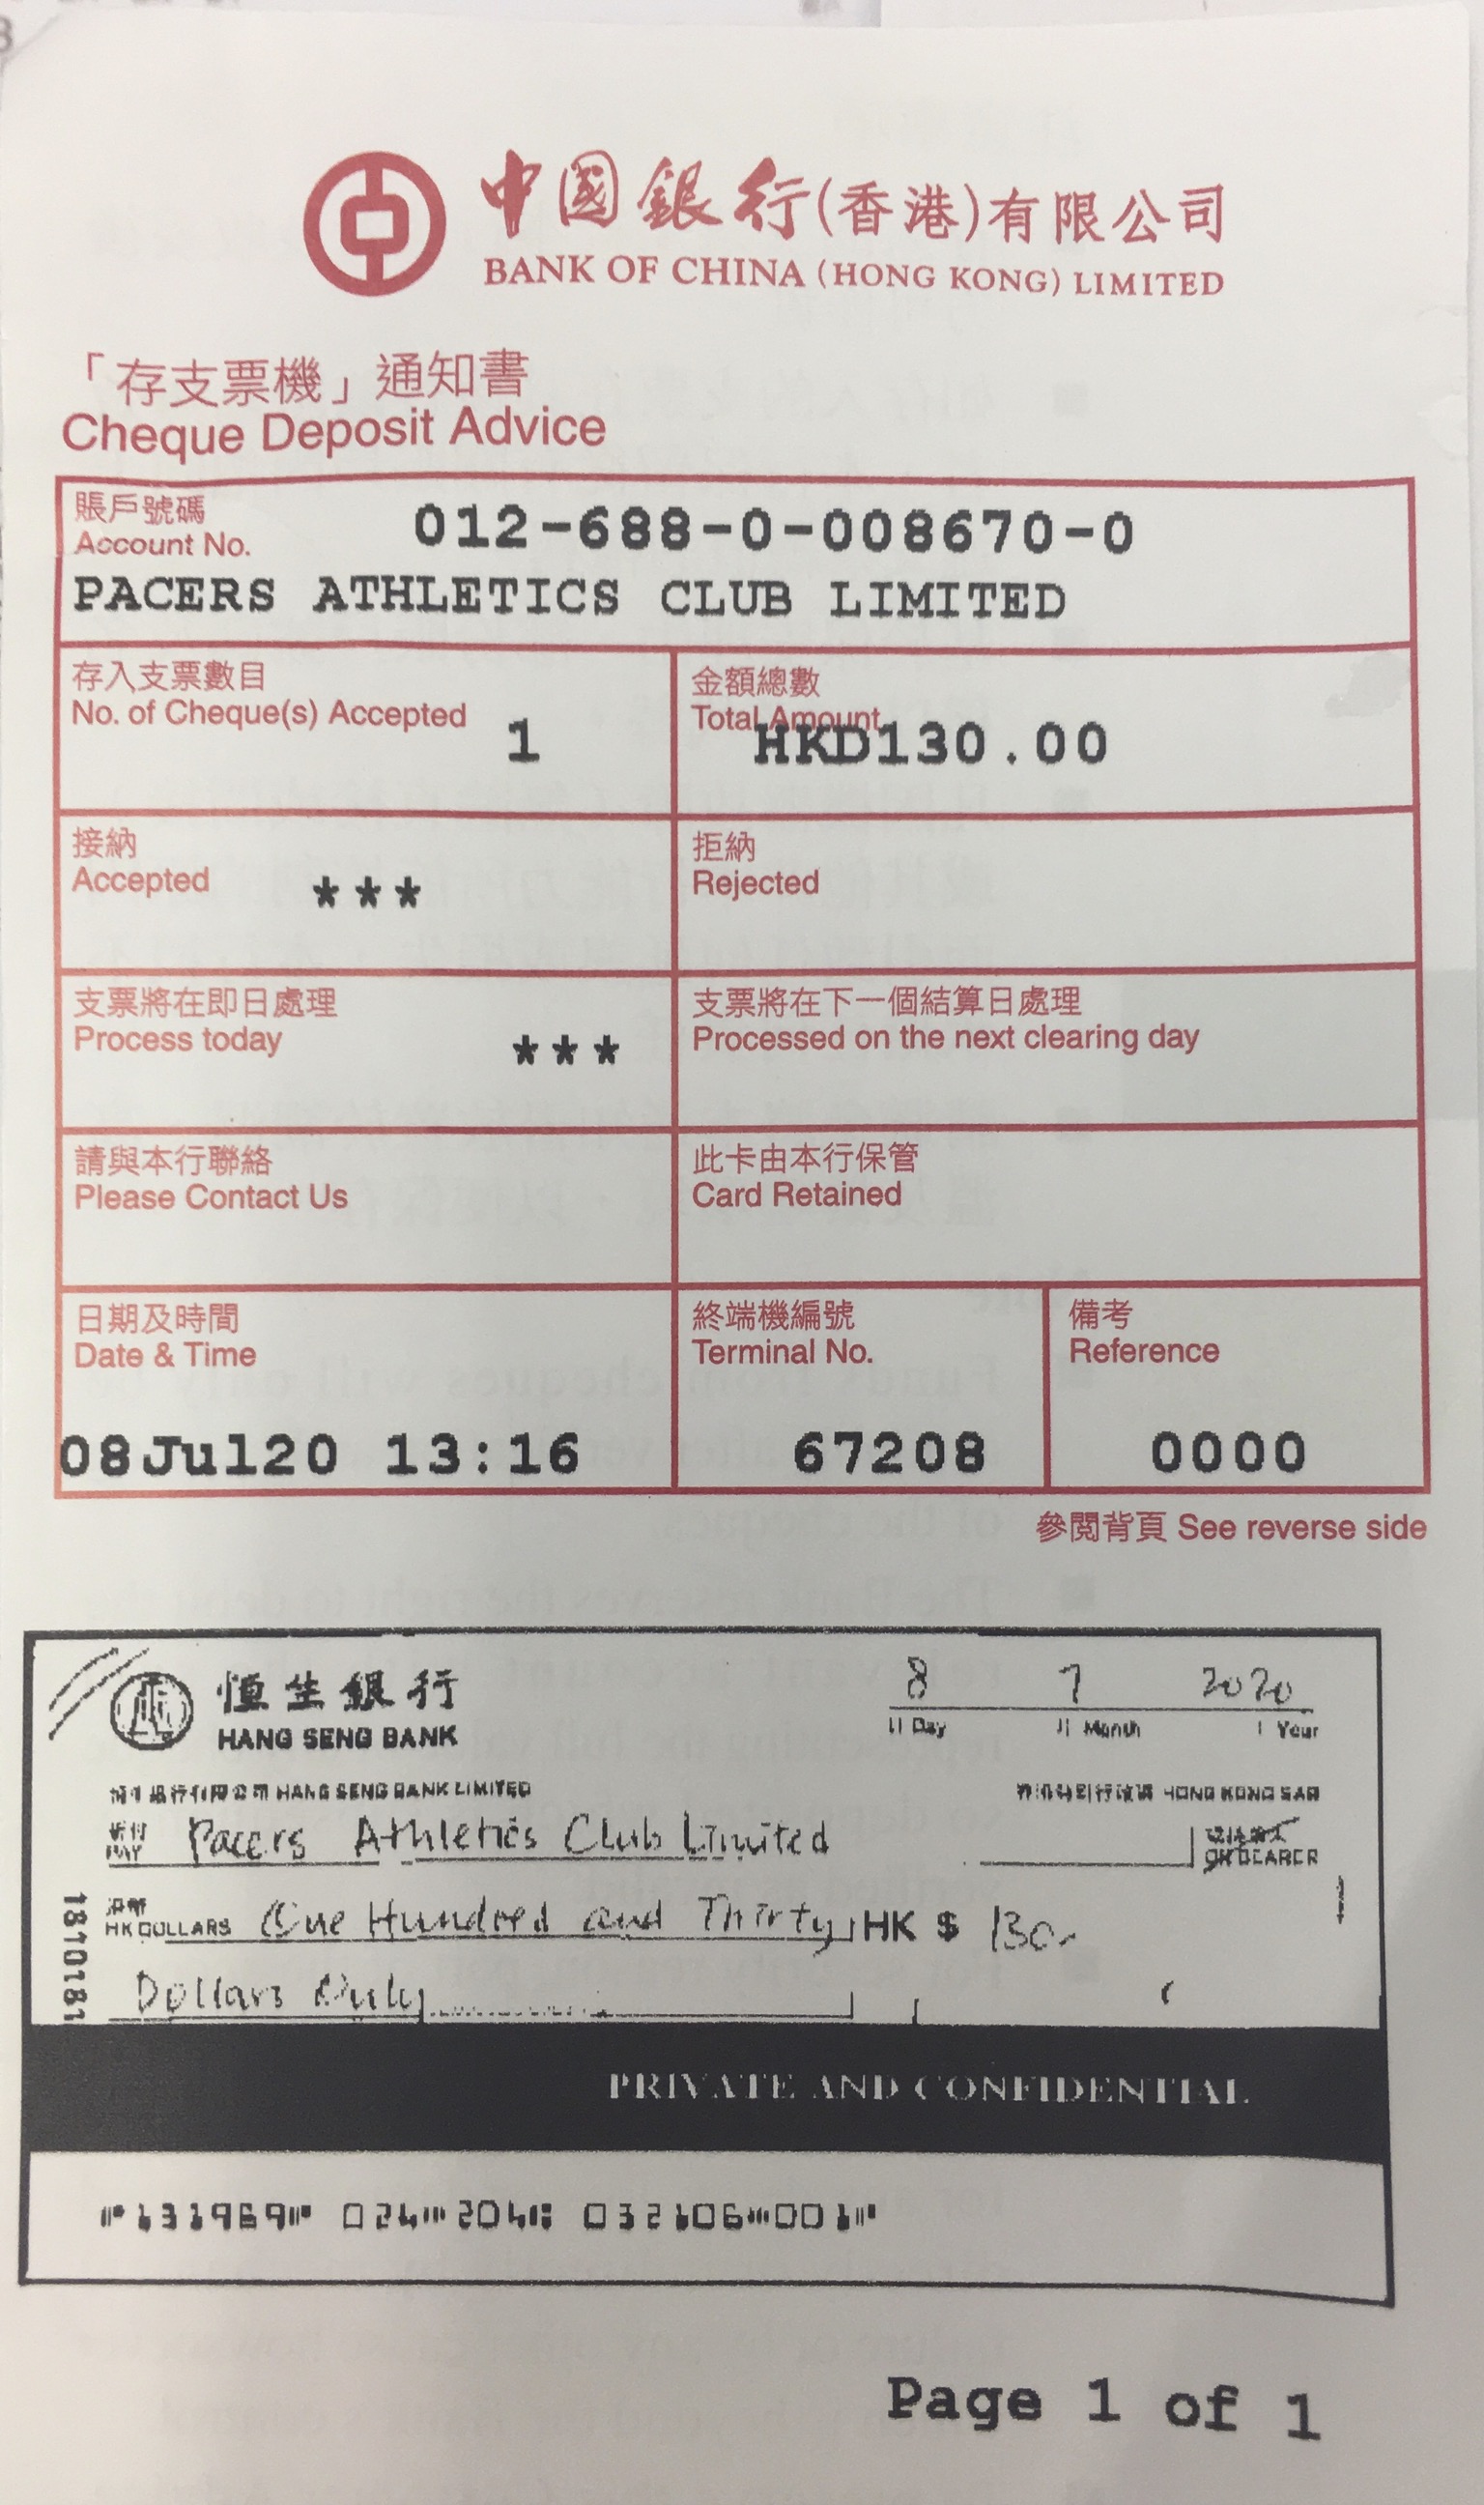 中國銀行(香港)有限公司
BANK OF CHINA (HONG KONG) LIMITED
「存支票機」通知書
Cheque Deposit Advice
賬戶號碼
Account No. 012-688-0-008670-0
PACERS ATHLETICS CLUB LIMITED
存入支票數目
No. of Cheque(s) Accepted 1
金額總數
Total Amount HKD130.00
接納
Accepted ***
拒納
Rejected
支票將在即日處理
Process today ***
支票將在下一個結算日處理
Processed on the next clearing day
請與本行聯絡
Please Contact Us
此卡由本行保管
Card Retained
日期及時間
Date & Time
08Jul20 13:16
終端機編號
Terminal No.
67208
備考
Reference
0000
參閱背頁 See reverse side
恒生銀行
HANG SENG BANK
8 7 2020
Day Month Year
HANG SENG BANK LIMITED
HONG KONG SAR
PAY Pacers Athletics Club Limited
OR BEARER
HK DOLLARS One Hundred and Thirty HK $ 130
Dollars Only
1810181
PRIVATE AND CONFIDENTIAL
131969 024 204 032106 001
Page 1 of 1